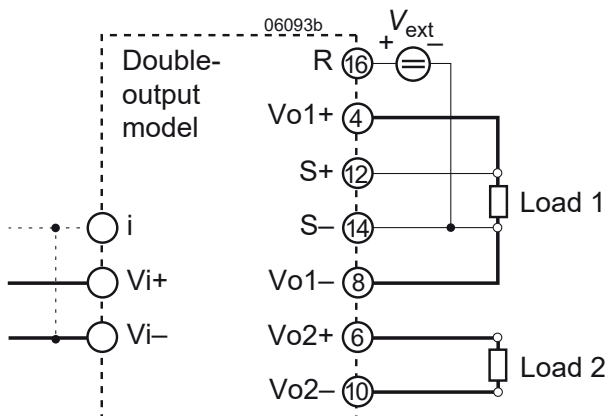 06093b
Vext
+
–
Double-
output
model
R
16
Vo1+
4
S+
12
Load 1
S–
14
i
Vi+
Vo1–
8
Vi–
Vo2+
6
Load 2
Vo2–
10